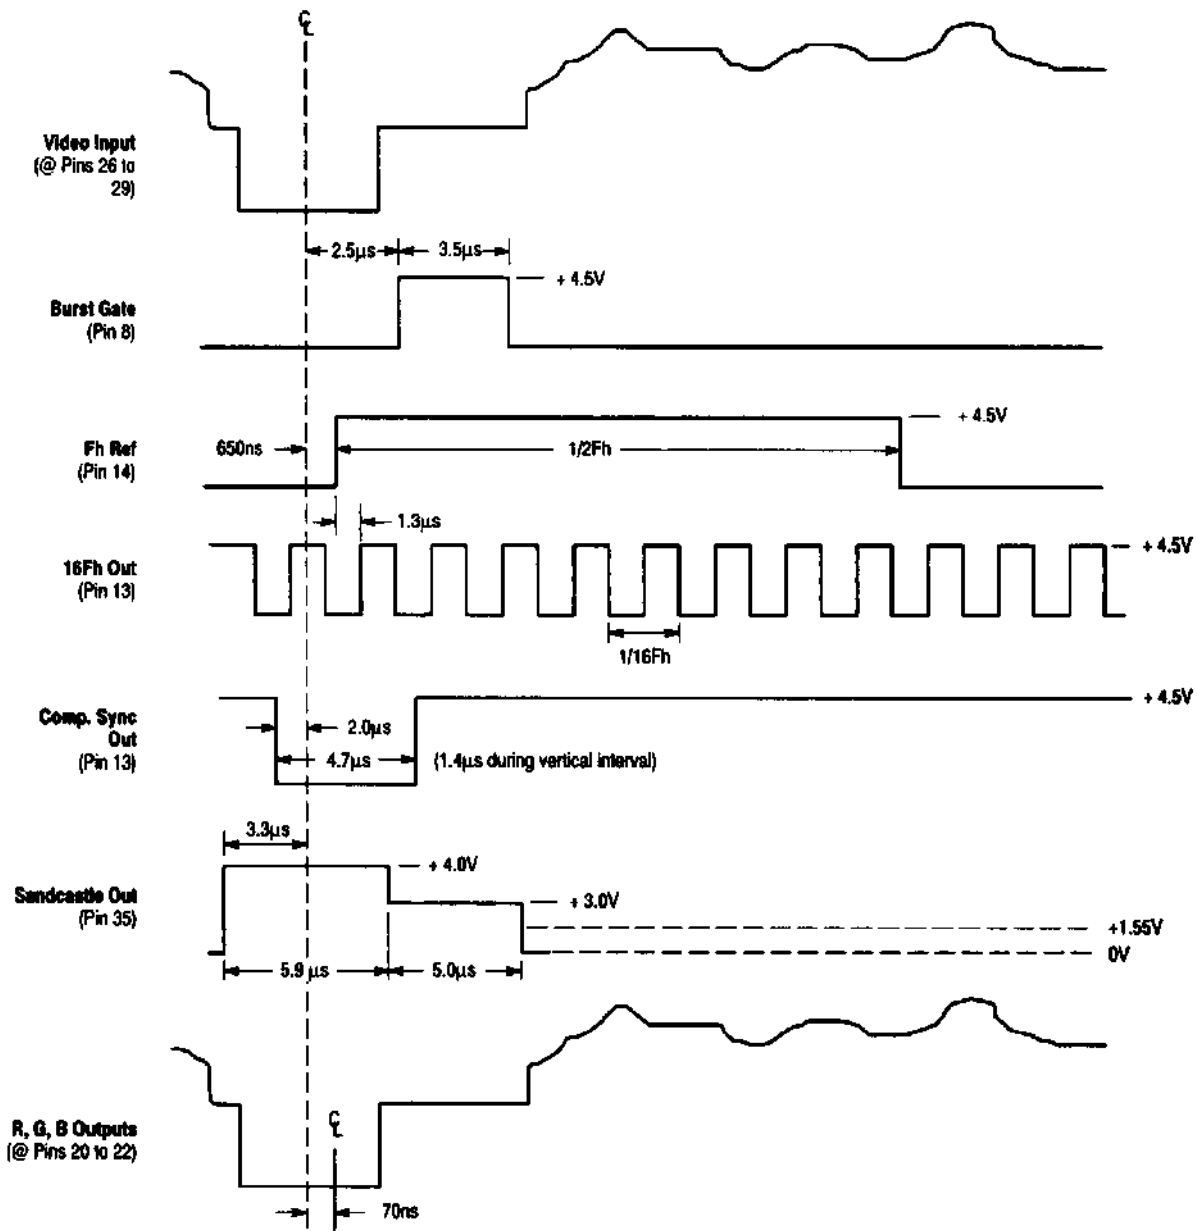 ℄
Video Input
(@ Pins 26 to
29)
2.5µs
3.5µs
+ 4.5V
Burst Gate
(Pin 8)
+ 4.5V
Fh Ref
(Pin 14)
650ns
1/2Fh
1.3µs
16Fh Out
(Pin 13)
+ 4.5V
1/16Fh
Comp. Sync
Out
(Pin 13)
+ 4.5V
2.0µs
4.7µs
(1.4µs during vertical interval)
3.3µs
Sandcastle Out
(Pin 35)
+ 4.0V
+ 3.0V
+1.55V
0V
5.9 µs
5.0µs
R, G, B Outputs
(@ Pins 20 to 22)
℄
70ns